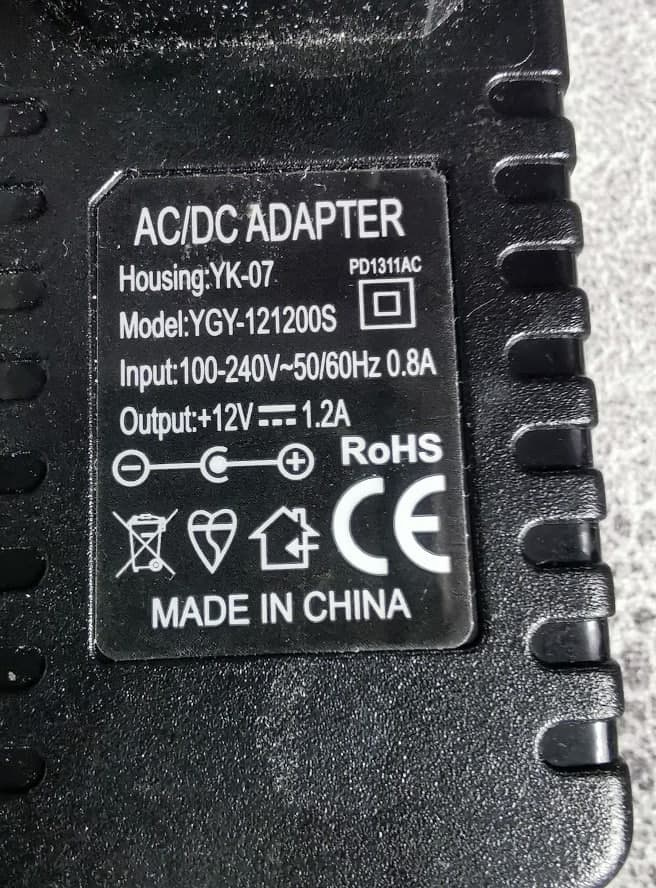 AC/DC ADAPTER
Housing:YK-07
PD1311AC
Model:YGY-121200S
Input:100-240V~50/60Hz 0.8A
Output:+12V⎓1.2A
RoHS
CE
MADE IN CHINA